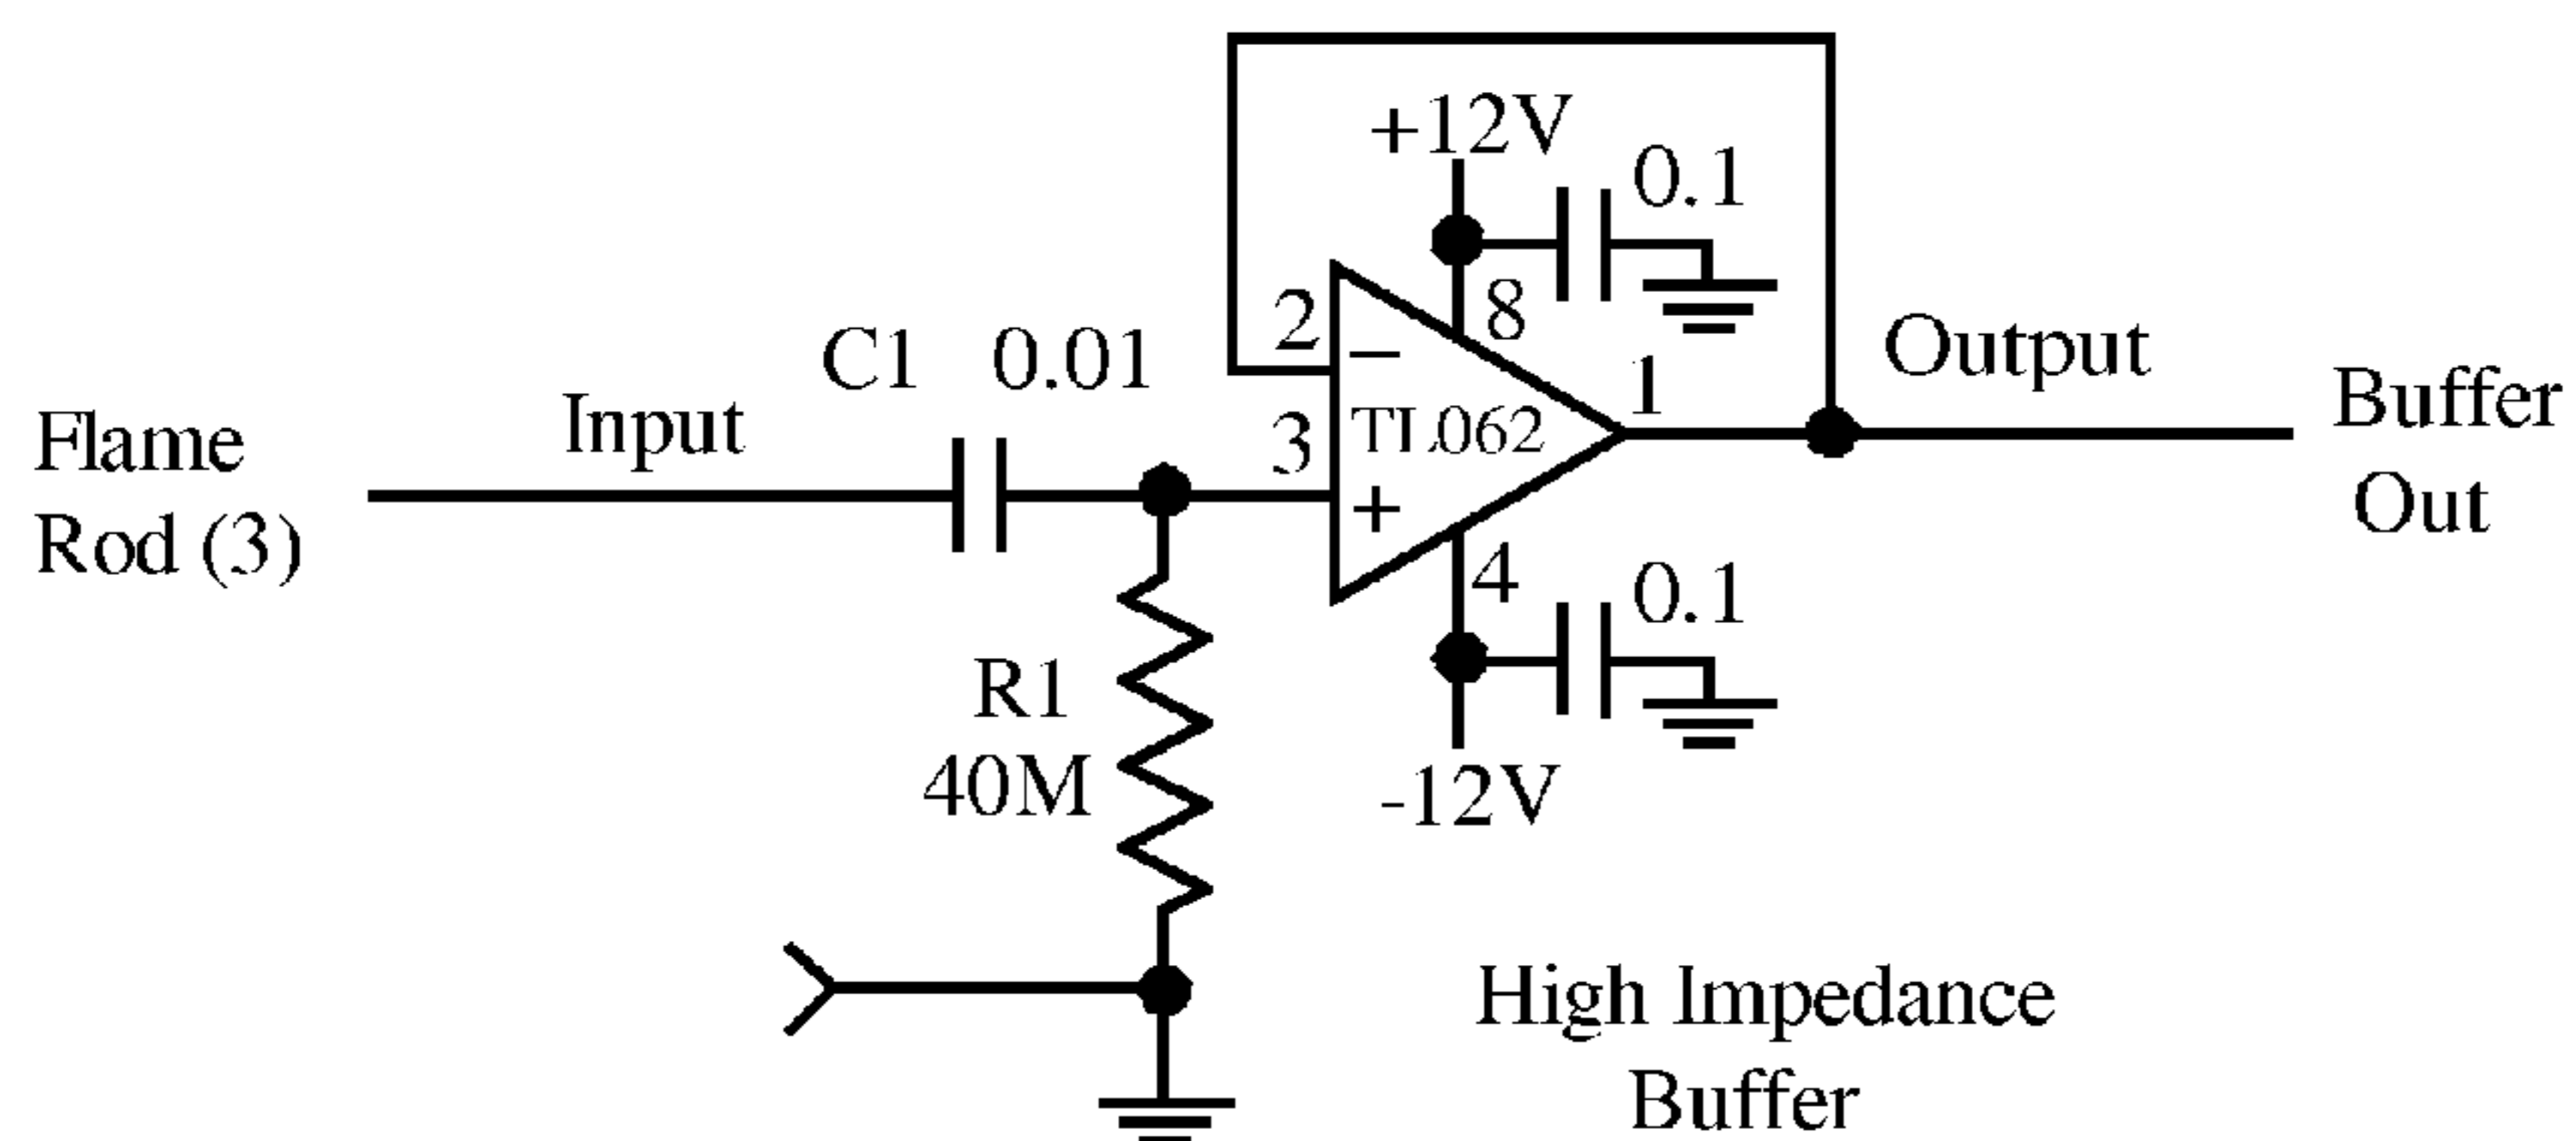 +12V
0.1
2
8
C1 0.01
1
Output
Input
Flame
Rod (3)
3
TL062
Buffer
Out
−
+
4
0.1
R1
40M
-12V
High Impedance
Buffer